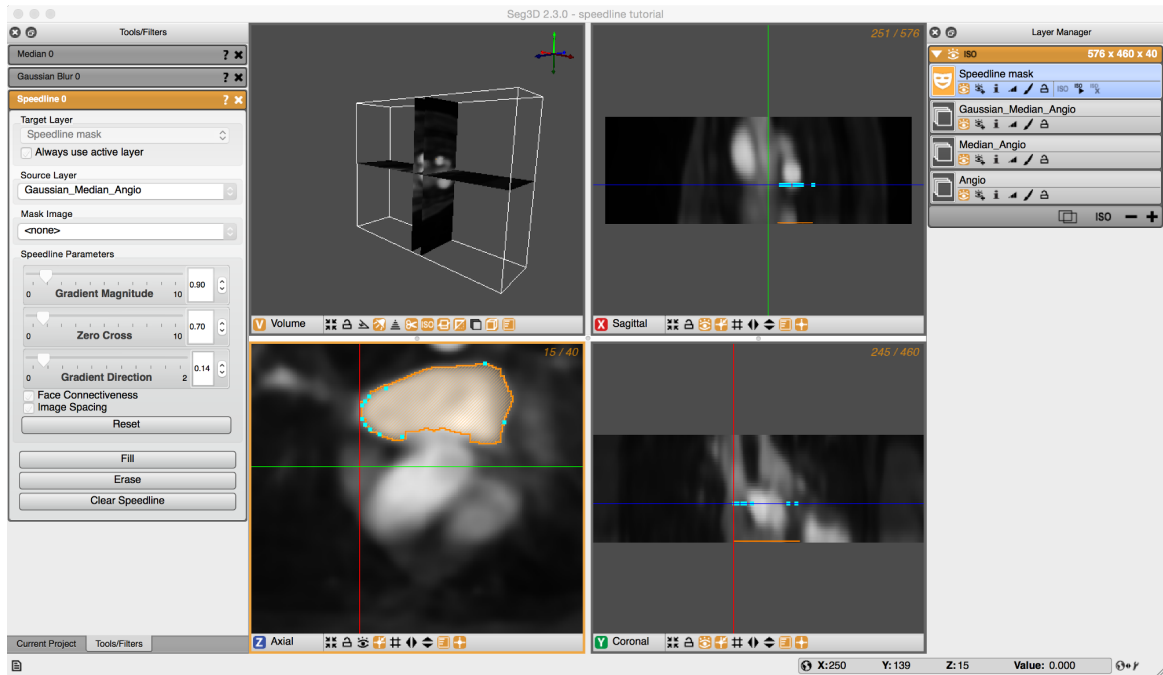 Seg3D 2.3.0 - speedline tutorial
Tools/Filters
Median 0 ?
Gaussian Blur 0 ?
Speedline 0 ?
Target Layer
Speedline mask
Always use active layer
Source Layer
Gaussian_Median_Angio
Mask Image
<none>
Speedline Parameters
0 Gradient Magnitude 10 0.90
0 Zero Cross 10 0.70
0 Gradient Direction 2 0.14
Face Connectiveness
Image Spacing
Reset
Fill
Erase
Clear Speedline
Current Project Tools/Filters
V Volume ISO
251 / 576
X Sagittal
15 / 40
Z Axial
245 / 460
Y Coronal
Layer Manager
ISO 576 x 460 x 40
Speedline mask
ISO ISO ISO
Gaussian_Median_Angio
Median_Angio
Angio
ISO
X:250 Y: 139 Z: 15 Value: 0.000